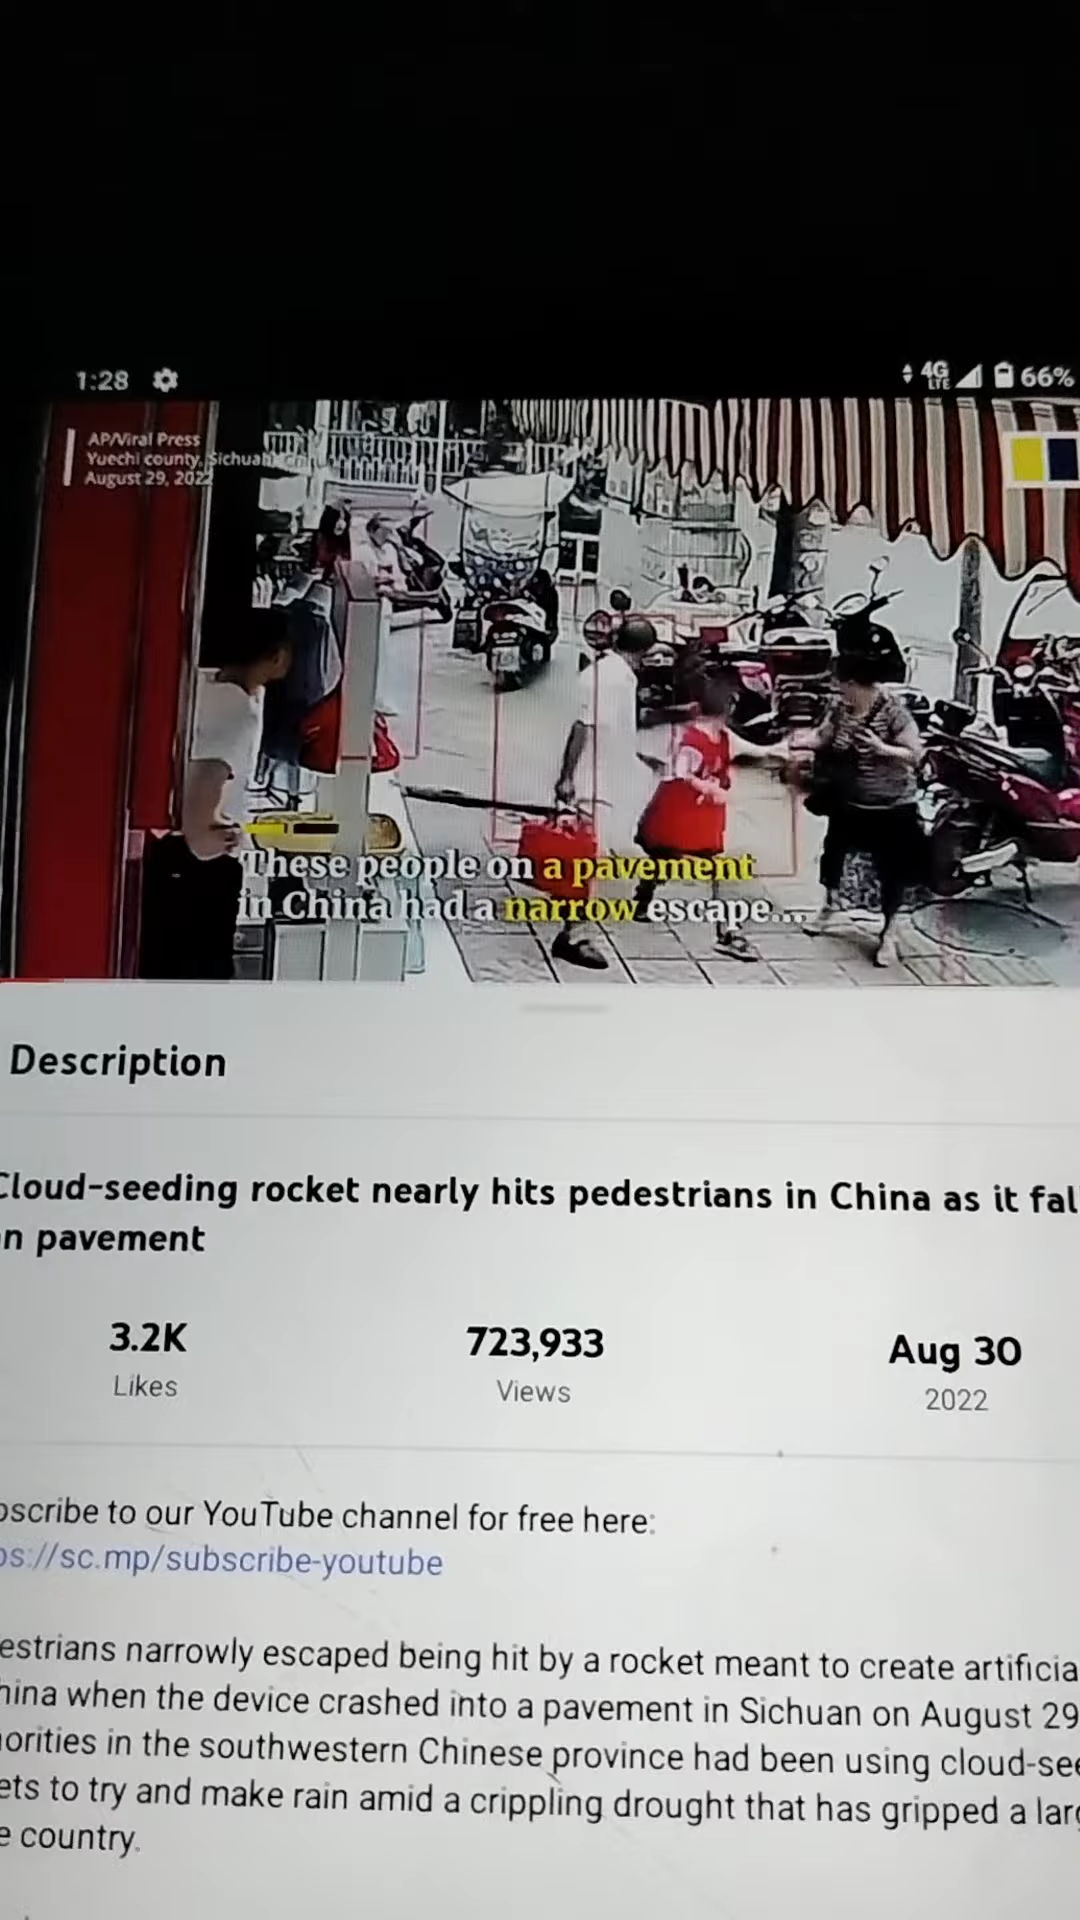 1:28
4G
LTE
66%
AP/Viral Press
Yuechi county, Sichuan,
August 29, 2022
These people on a pavement
in China had a narrow escape...
Description
Cloud-seeding rocket nearly hits pedestrians in China as it fal
n pavement
3.2K
723,933
Aug 30
Likes
Views
2022
bscribe to our YouTube channel for free here:
ps://sc.mp/subscribe-youtube
estrians narrowly escaped being hit by a rocket meant to create artificia
hina when the device crashed into a pavement in Sichuan on August 29
orities in the southwestern Chinese province had been using cloud-see
ets to try and make rain amid a crippling drought that has gripped a larg
e country.